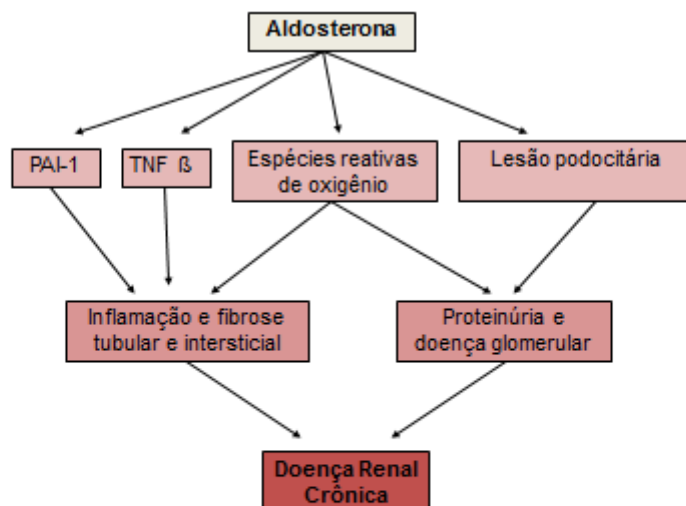 Aldosterona
PAI-1
TNF ß
Espécies reativas
de oxigênio
Lesão podocitária
Inflamação e fibrose
tubular e intersticial
Proteinúria e
doença glomerular
Doença Renal
Crônica